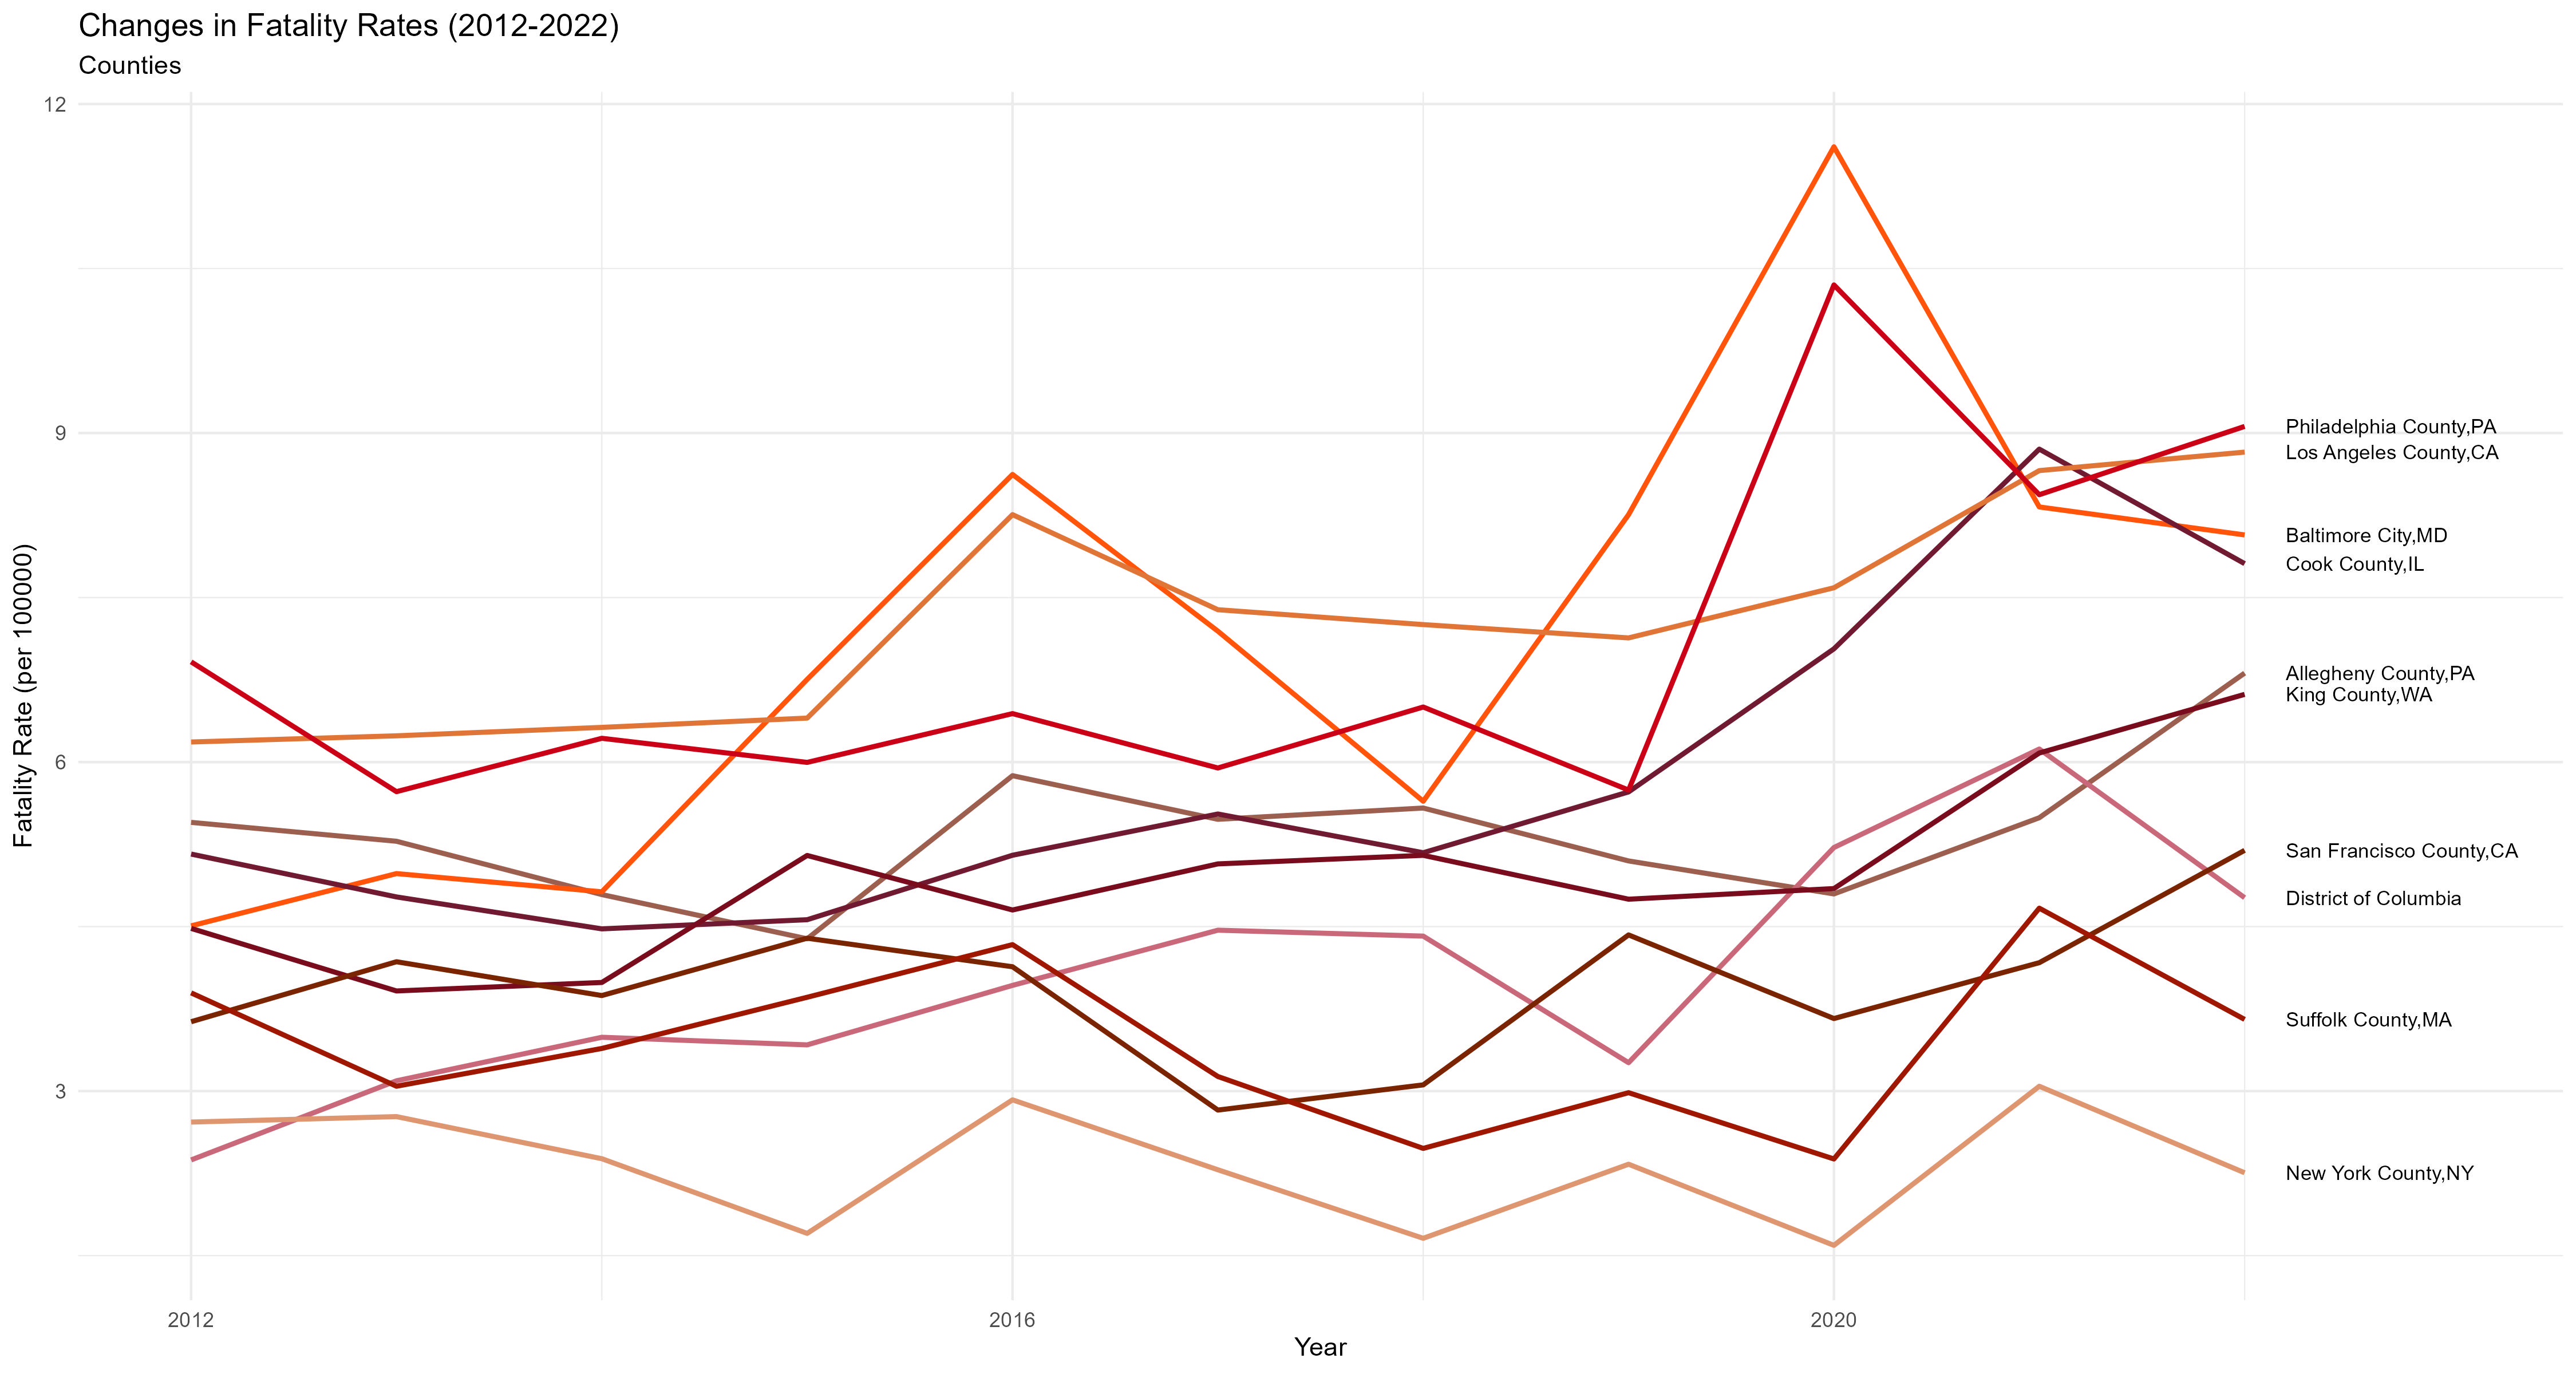 Changes in Fatality Rates (2012-2022)
Counties
12
9
6
3
Fatality Rate (per 100000)
Philadelphia County,PA
Los Angeles County,CA
Baltimore City,MD
Cook County,IL
Allegheny County,PA
King County,WA
San Francisco County,CA
District of Columbia
Suffolk County,MA
New York County,NY
2012
2016
2020
Year